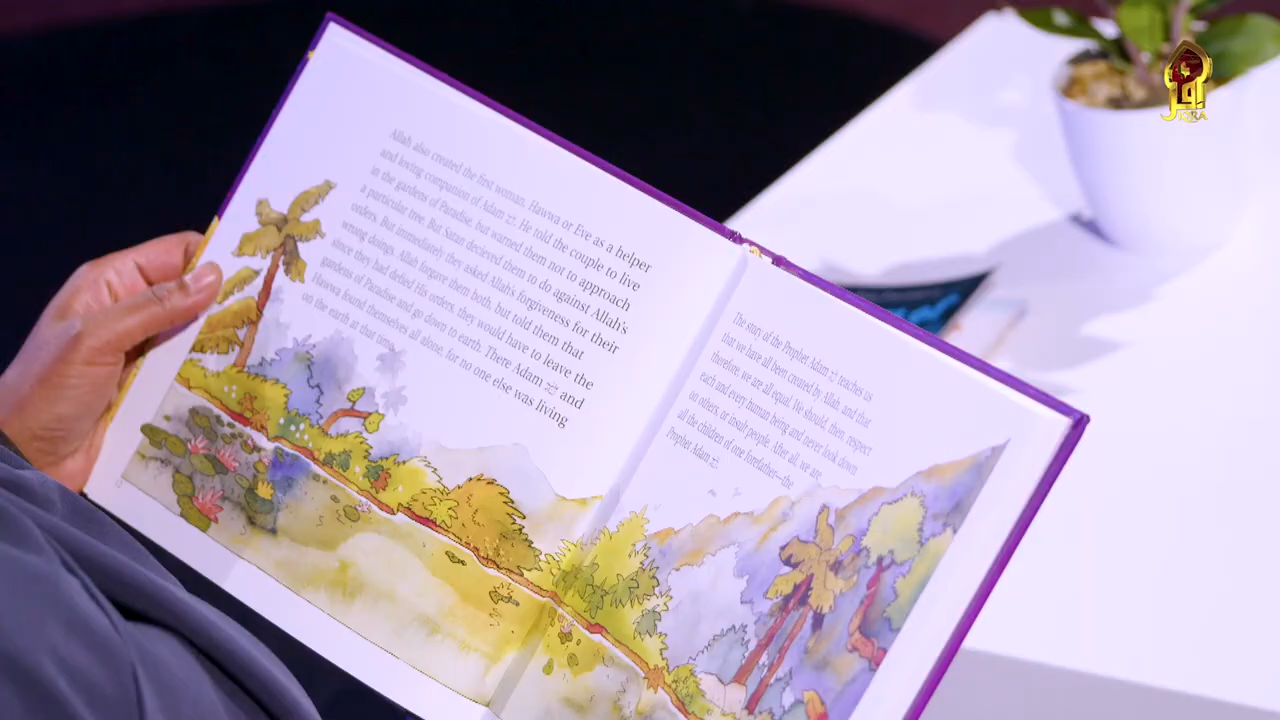 Allah also created the first woman, Hawwa or Eve as a helper
and loving companion of Adam ﷺ. He told the couple to live
in the gardens of Paradise, but warned them not to approach
a particular tree. But Satan decieved them to do against Allah's
orders. But immediately they asked Allah's forgiveness for their
wrong doings. Allah forgave them both, but told them that
since they had defied His orders, they would have to leave the
gardens of Paradise and go down to earth. There Adam and
Hawwa found themselves all alone, for no one else was living
on the earth at that time.
The story of the Prophet Adam teaches us
that we have all been created by Allah, and that
therefore, we are all equal. We should, then, respect
each and every human being and never look down
on others, or insult people. After all, we are
all the children of one forefather—the
Prophet Adam
اقرأ
IQRA